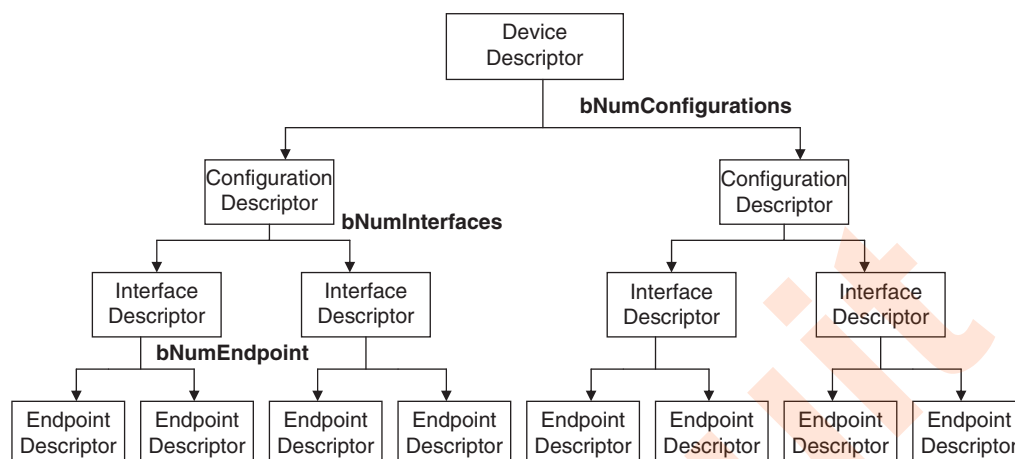 Device
Descriptor
bNumConfigurations
Configuration
Descriptor
Configuration
Descriptor
bNumInterfaces
Interface
Descriptor
Interface
Descriptor
Interface
Descriptor
Interface
Descriptor
bNumEndpoint
Endpoint
Descriptor
Endpoint
Descriptor
Endpoint
Descriptor
Endpoint
Descriptor
Endpoint
Descriptor
Endpoint
Descriptor
Endpoint
Descriptor
Endpoint
Descriptor